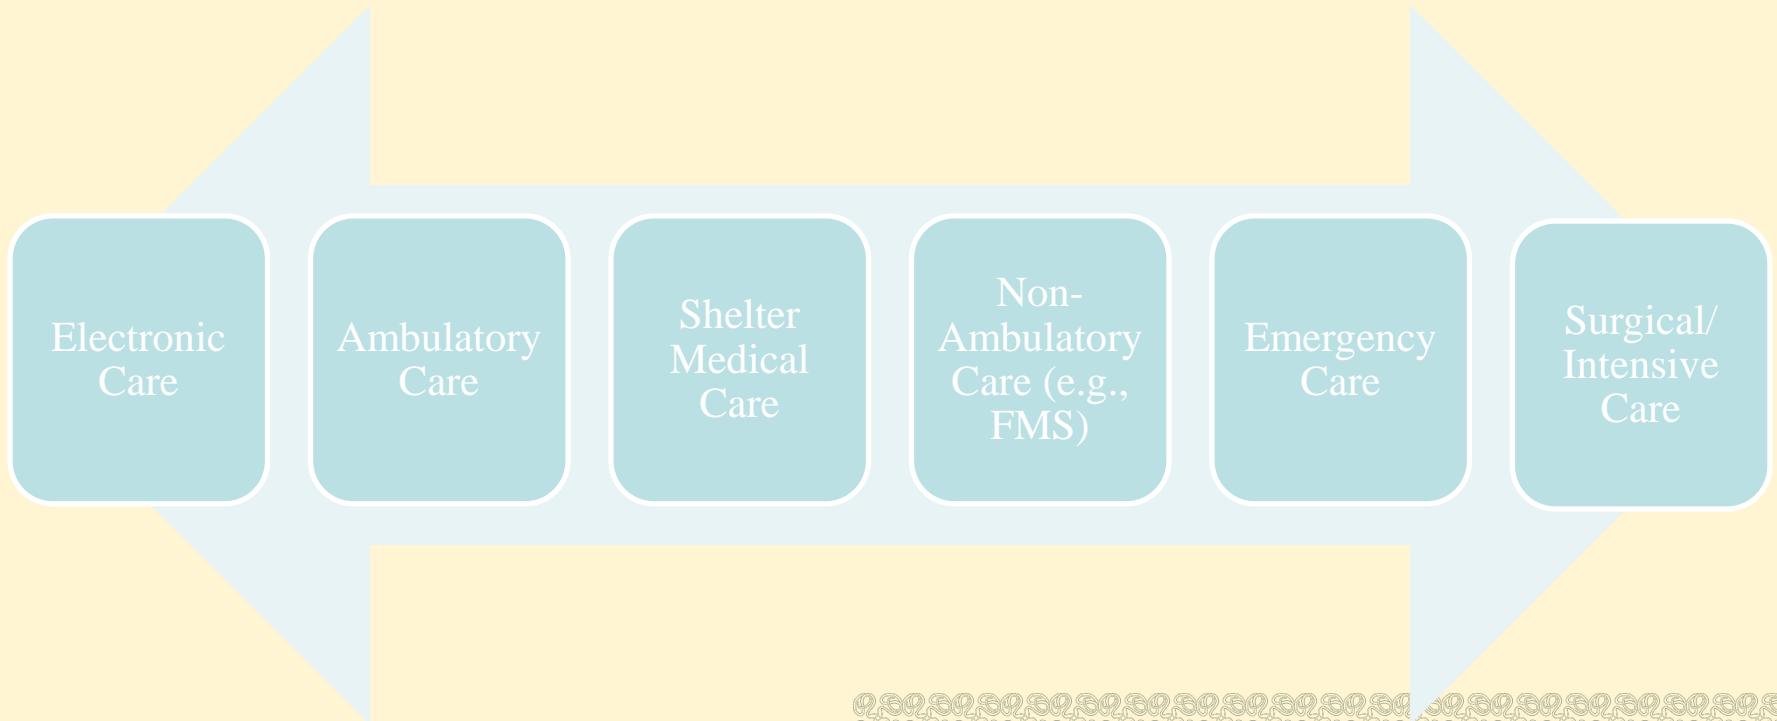 Electronic
Care
Ambulatory
Care
Shelter
Medical
Care
Non-
Ambulatory
Care (e.g.,
FMS)
Emergency
Care
Surgical/
Intensive
Care